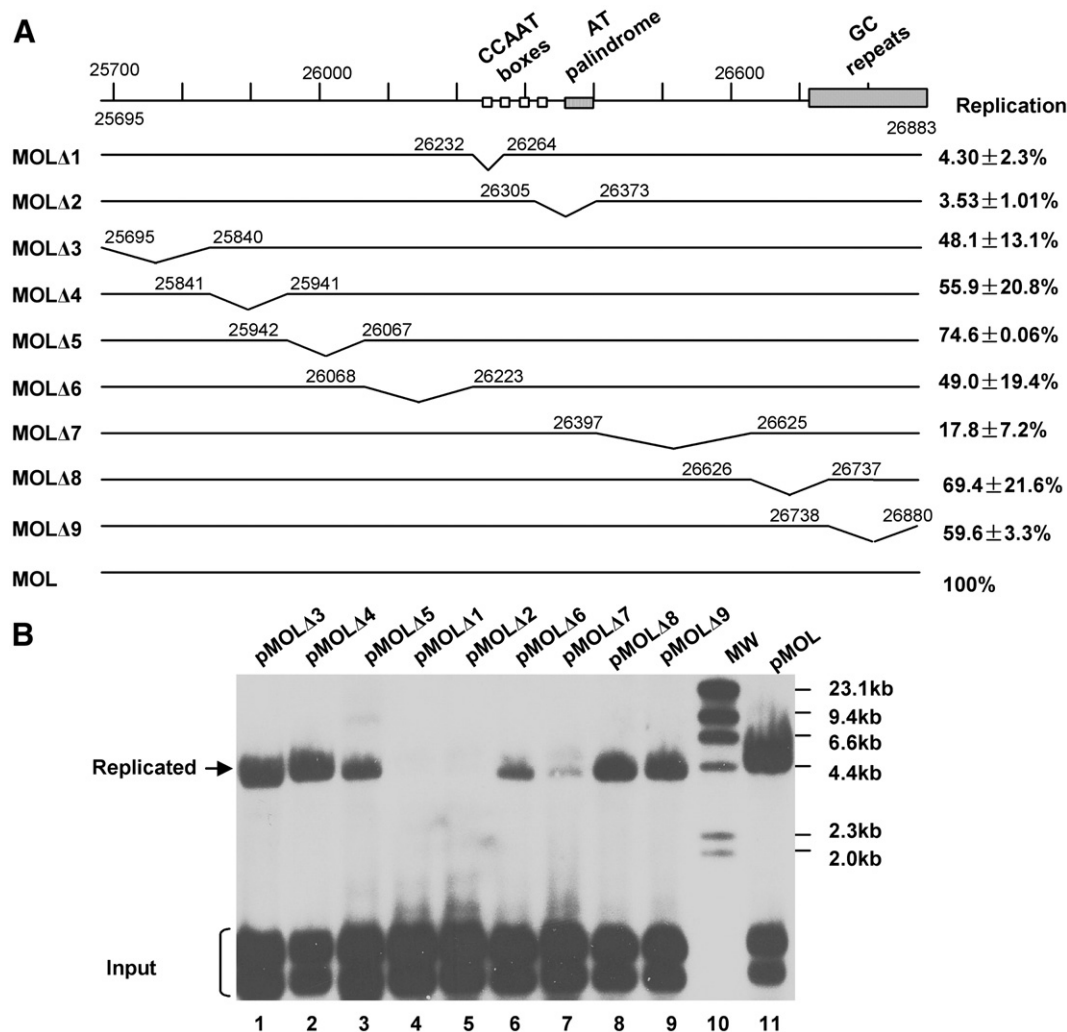 A
CCAAT
boxes
AT
palindrome
GC
repeats
25700
26000
26600
25695
26883
Replication
MOLΔ1
26232
26264
4.30±2.3%
MOLΔ2
26305
26373
3.53±1.01%
MOLΔ3
25695
25840
48.1±13.1%
MOLΔ4
25841
25941
55.9±20.8%
MOLΔ5
25942
26067
74.6±0.06%
MOLΔ6
26068
26223
49.0±19.4%
MOLΔ7
26397
26625
17.8±7.2%
MOLΔ8
26626
26737
69.4±21.6%
MOLΔ9
26738
26880
59.6±3.3%
MOL
100%
B
pMOLΔ3
pMOLΔ4
pMOLΔ5
pMOLΔ1
pMOLΔ2
pMOLΔ6
pMOLΔ7
pMOLΔ8
pMOLΔ9
MW
pMOL
23.1kb
9.4kb
6.6kb
Replicated
4.4kb
2.3kb
2.0kb
Input
1 2 3 4 5 6 7 8 9 10 11